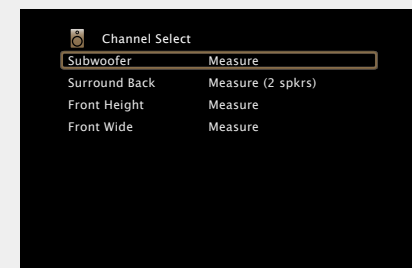 Channel Select
Subwoofer Measure
Surround Back Measure (2 spkrs)
Front Height Measure
Front Wide Measure